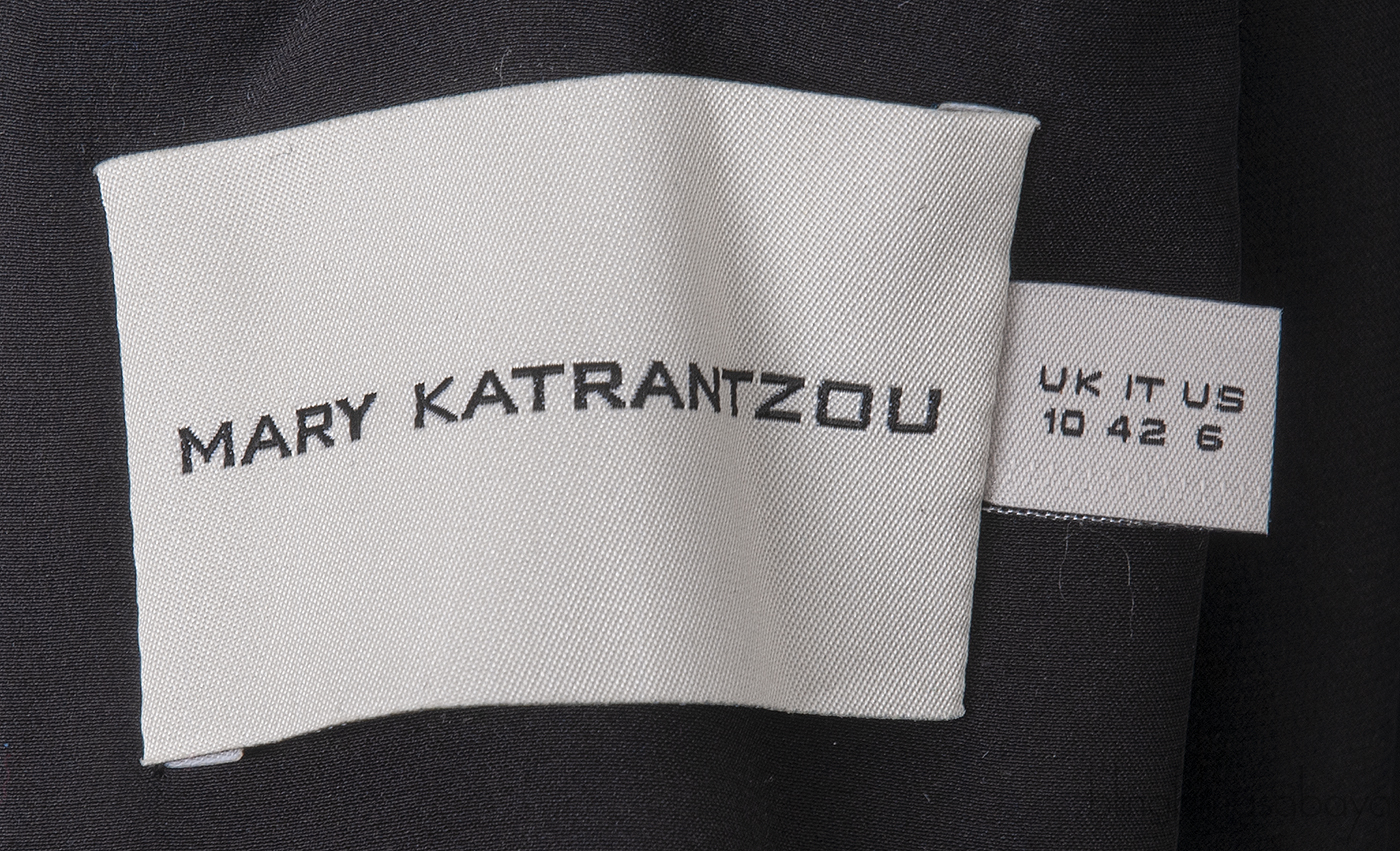 MARY KATRANTZOU
UK IT US
10 42 6